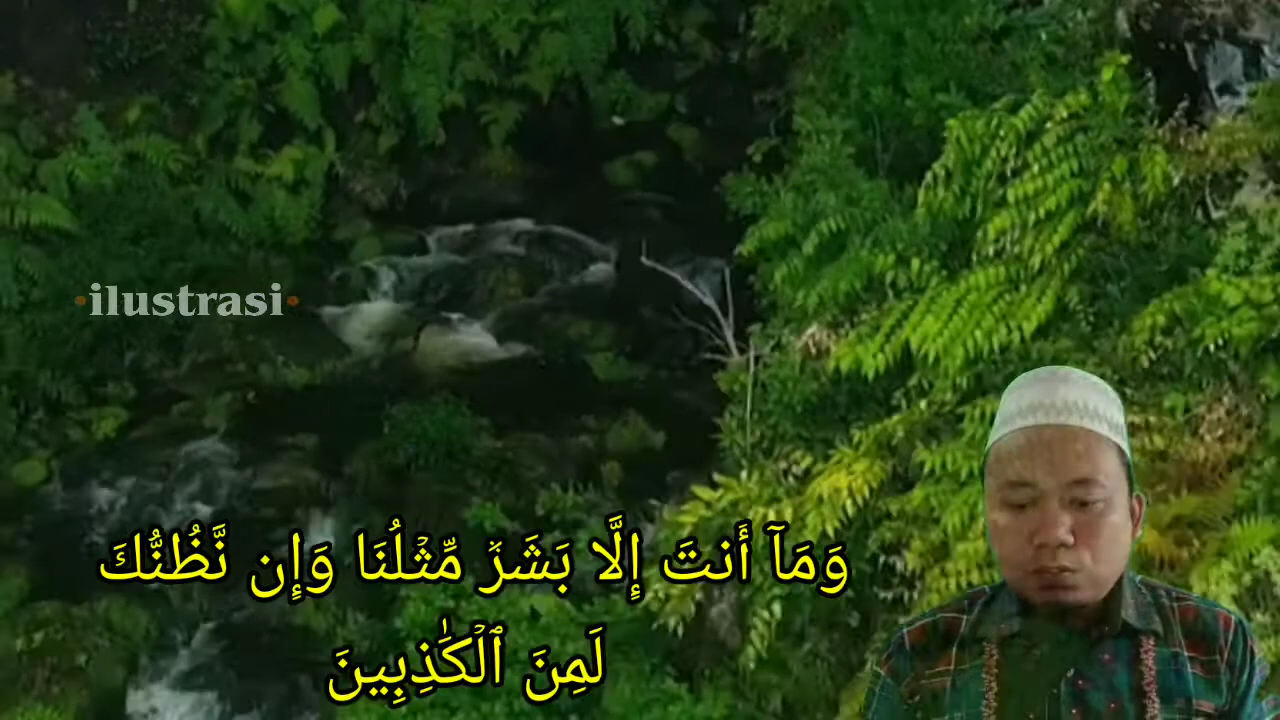 •ilustrasi•
وَمَآ أَنتَ إِلَّا بَشَرٞ مِّثۡلُنَا وَإِن نَّظُنُّكَ
لَمِنَ ٱلۡكَٰذِبِينَ